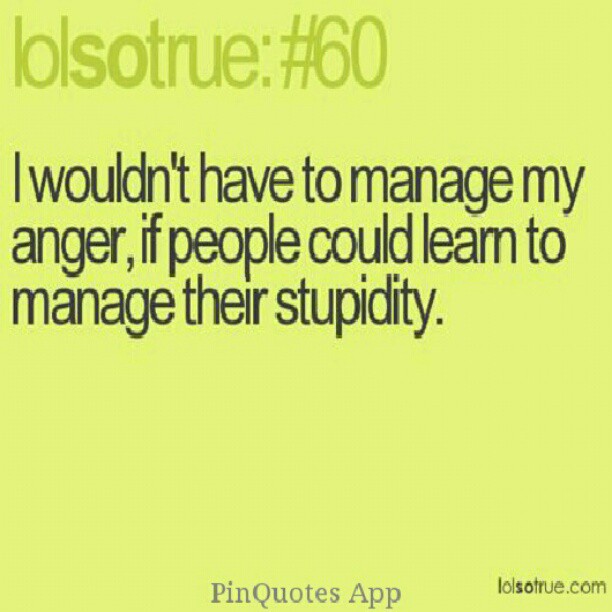 lolsotrue: #60
I wouldn't have to manage my
anger, if people could learn to
manage their stupidity.
lolsotrue.com
PinQuotes App